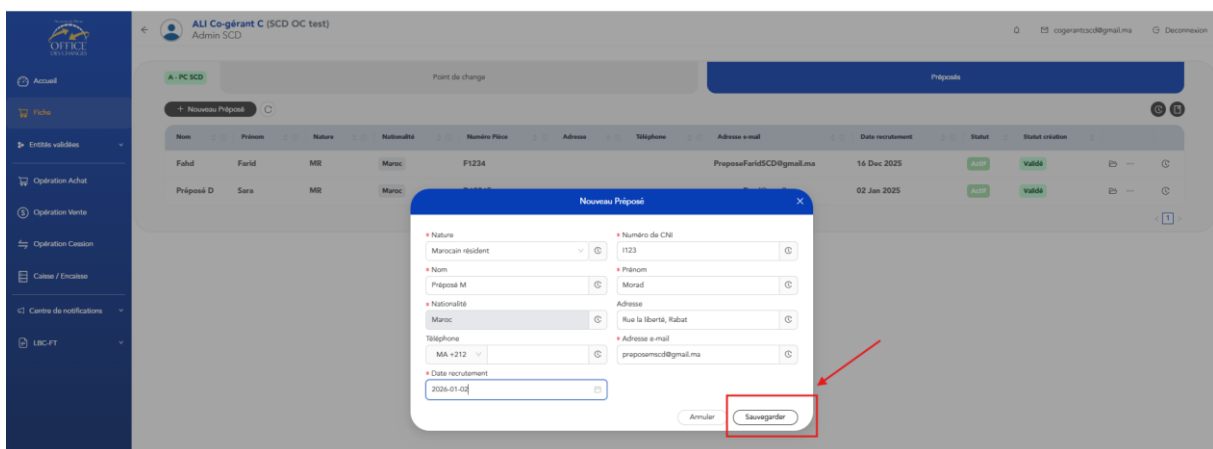 OFFICE
DES CHANGES
ALI Co-gérant C (SCD OC test)
Admin SCD
cogerantcscd@gmail.ma
Deconnexion
Accueil
Fiche
Entités validées
Opération Achat
Opération Vente
Opération Cession
Caisse / Encaisse
Centre de notifications
LBC-FT
A - PC SCD
Point de change
Préposés
+ Nouveau Préposé
Nom Prénom Nature Nationalité Numéro Pièce Adresse Téléphone Adresse e-mail Date recrutement Statut Statut création
Fahd Farid MR Maroc F1234 PreposeFaridSCD@gmail.ma 16 Dec 2025 Actif Validé
Préposé D Sara MR Maroc 02 Jan 2025 Actif Validé
1
Nouveau Préposé
* Nature
Marocain résident
* Numéro de CNI
I123
* Nom
Préposé M
* Prénom
Morad
* Nationalité
Maroc
Adresse
Rue la liberté, Rabat
Téléphone
MA +212
* Adresse e-mail
preposemscd@gmail.ma
* Date recrutement
2026-01-02
Annuler
Sauvegarder